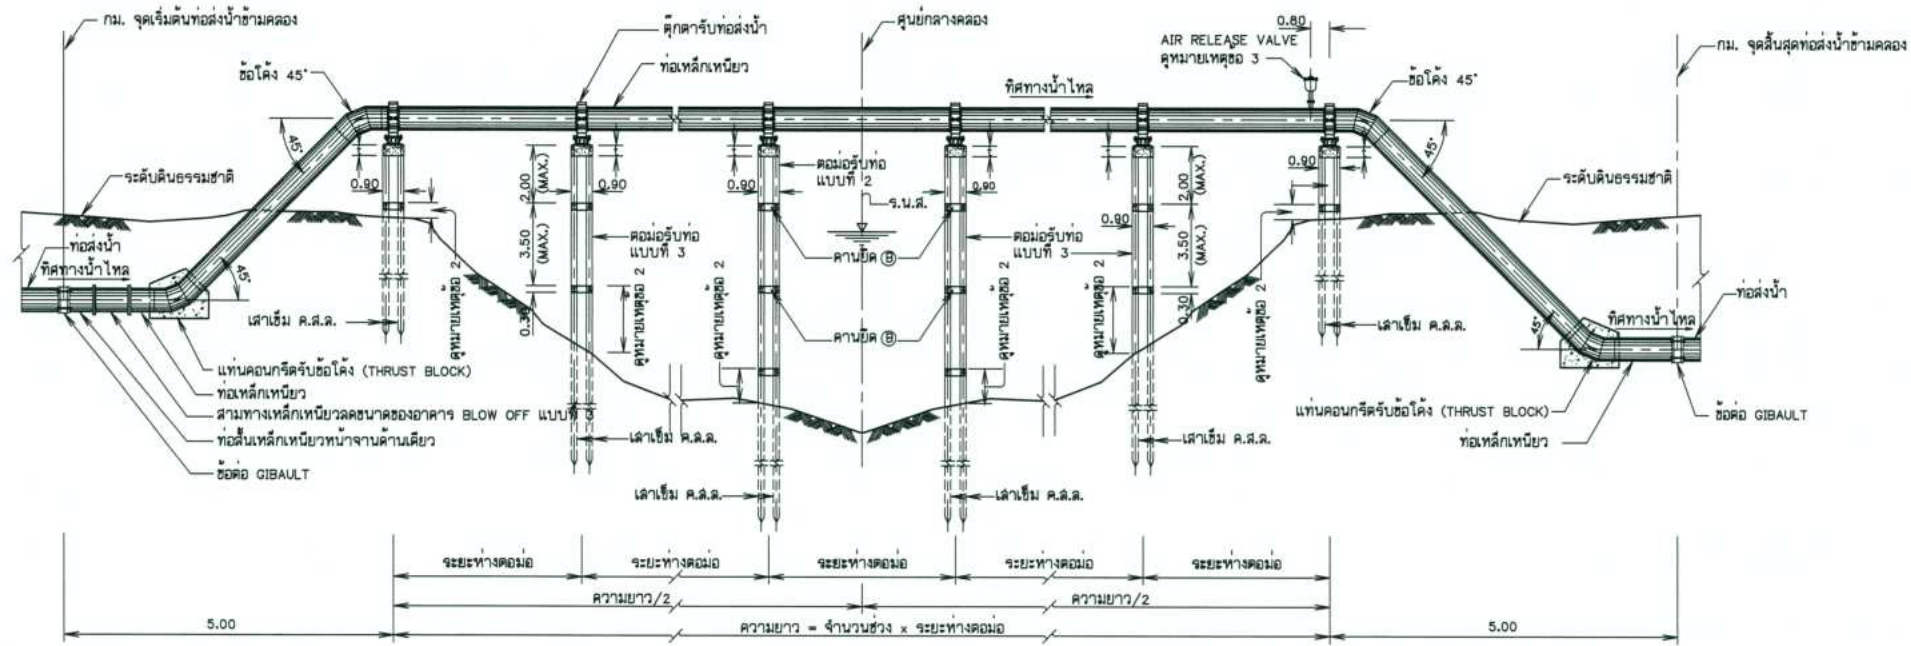 กม. จุดเริ่มต้นท่อส่งน้ำข้ามคลอง
ตุ๊กตารับท่อส่งน้ำ
ศูนย์กลางคลอง
0.80
AIR RELEASE VALVE
ดูหมายเหตุข้อ 3
กม. จุดสิ้นสุดท่อส่งน้ำข้ามคลอง
ข้อโค้ง 45°
ท่อเหล็กเหนียว
ทิศทางน้ำไหล
ข้อโค้ง 45°
45°
45°
ระดับดินธรรมชาติ
0.90
2.00
(MAX.)
0.90
0.90
ตอม่อรับท่อ
แบบที่ 2
0.90
2.00
(MAX.)
0.90
ระดับดินธรรมชาติ
ร.น.ส.
ท่อส่งน้ำ
ทิศทางน้ำไหล
45°
ดูหมายเหตุข้อ 2
3.50
(MAX.)
ตอม่อรับท่อ
แบบที่ 3
คานยึด B
ตอม่อรับท่อ
แบบที่ 3
0.90
3.50
(MAX.)
ดูหมายเหตุข้อ 2
ดูหมายเหตุข้อ 2
ดูหมายเหตุข้อ 2
ดูหมายเหตุข้อ 2
ดูหมายเหตุข้อ 2
0.30
0.30
คานยึด B
เสาเข็ม ค.ส.ล.
เสาเข็ม ค.ส.ล.
45°
ทิศทางน้ำไหล
ท่อส่งน้ำ
แท่นคอนกรีตรับข้อโค้ง (THRUST BLOCK)
ท่อเหล็กเหนียว
สามทางเหล็กเหนียวลดขนาดของอาคาร BLOW OFF แบบที่ 3
ท่อสั้นเหล็กเหนียวหน้าจานด้านเดียว
ข้อต่อ GIBAULT
เสาเข็ม ค.ส.ล.
เสาเข็ม ค.ส.ล.
แท่นคอนกรีตรับข้อโค้ง (THRUST BLOCK)
ข้อต่อ GIBAULT
ท่อเหล็กเหนียว
เสาเข็ม ค.ส.ล.
เสาเข็ม ค.ส.ล.
ระยะห่างตอม่อ
ระยะห่างตอม่อ
ระยะห่างตอม่อ
ระยะห่างตอม่อ
ระยะห่างตอม่อ
ความยาว/2
ความยาว/2
5.00
ความยาว = จำนวนช่วง x ระยะห่างตอม่อ
5.00